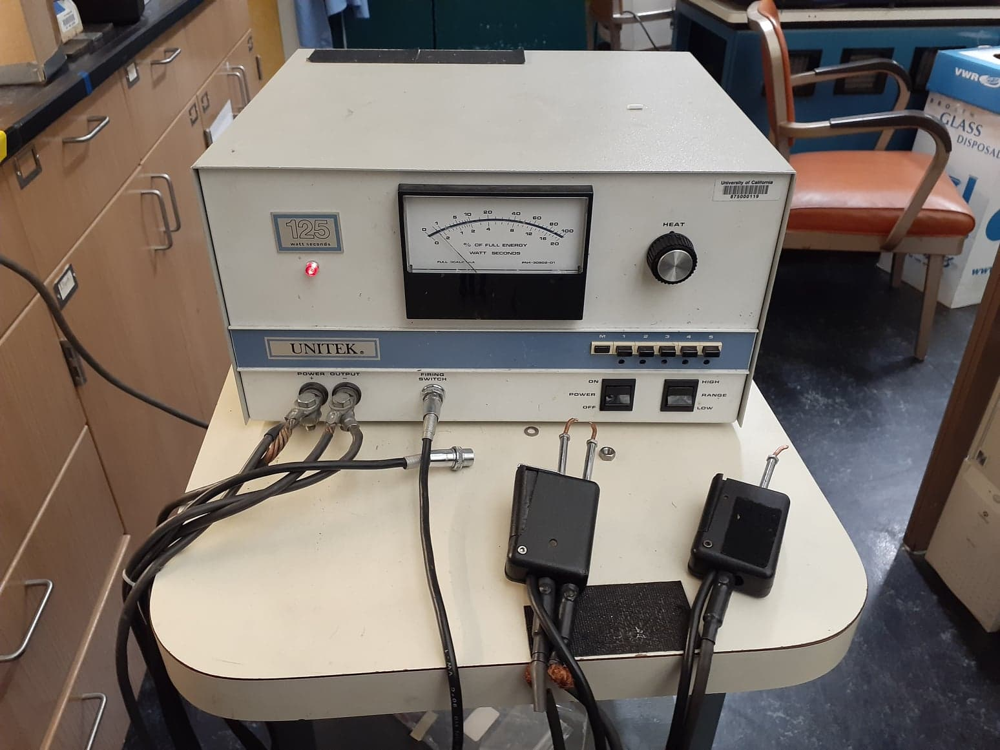 VWR
BROKEN
GLASS
DISPOSAL
University of California
875000119
125
watt seconds
0 1 5 10 20 40 60 80 100
0 .2 1 2 4 8 12 16 20
% OF FULL ENERGY
WATT SECONDS
FULL SCALE
PN4-30802-01
HEAT
UNITEK®
M 1 2 3 4 5
POWER OUTPUT
+ −
FIRING
SWITCH
ON
POWER
OFF
HIGH
RANGE
LOW
www